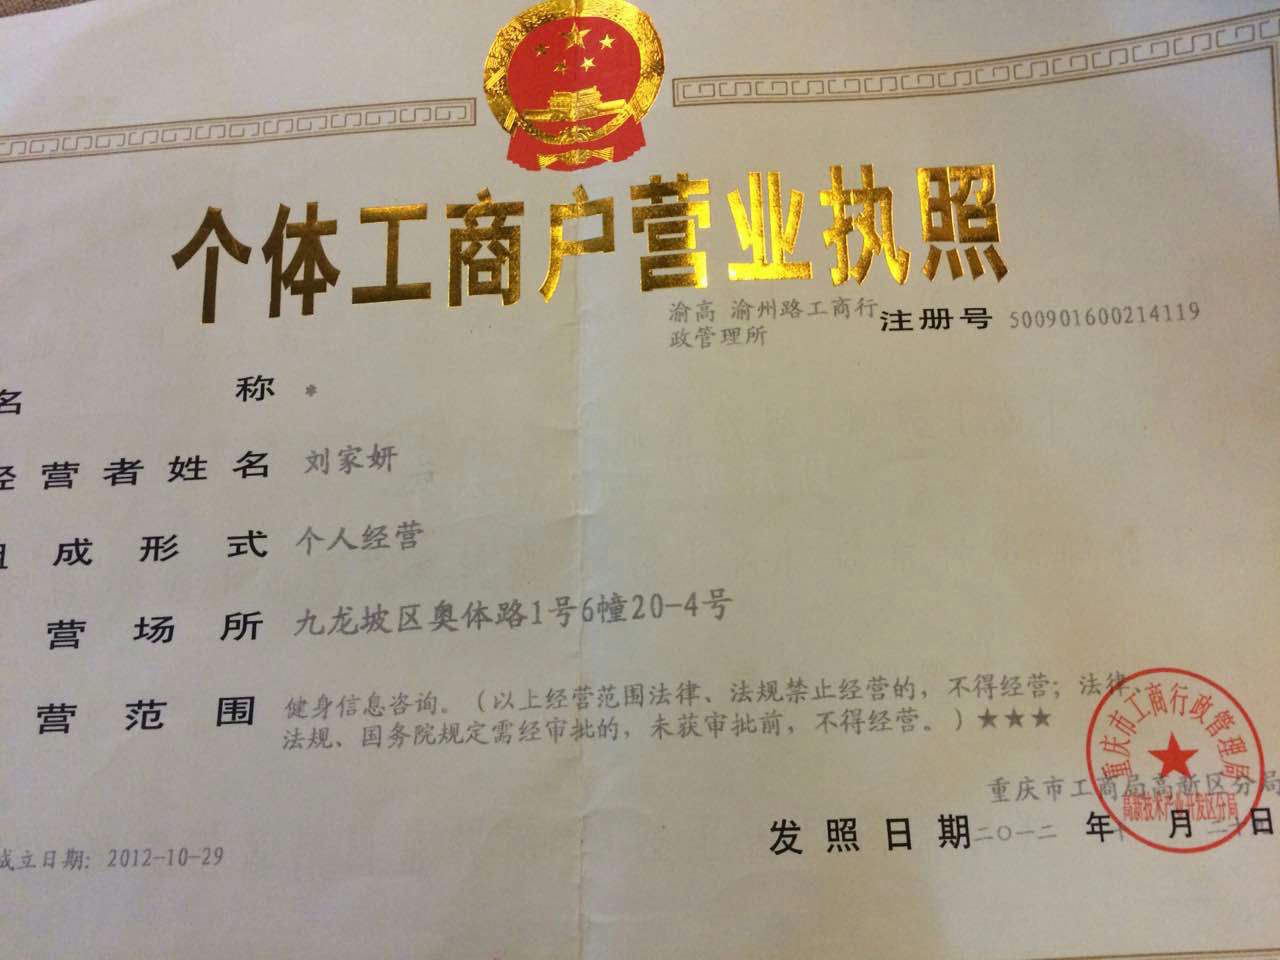 个体工商户营业执照
渝高 渝州路工商行
政管理所
注册号 500901600214119
名称 *
经营者姓名 刘家妍
组成形式 个人经营
营场所 九龙坡区奥体路1号6幢20-4号
营范围 健身信息咨询。（以上经营范围法律、法规禁止经营的，不得经营；法律、
法规、国务院规定需经审批的，未获审批前，不得经营。）★★★
重庆市工商行政管理局
高新技术产业开发区分局
重庆市工商局高新区分局
发照日期 二〇一二 年 十 月 日
成立日期：2012-10-29